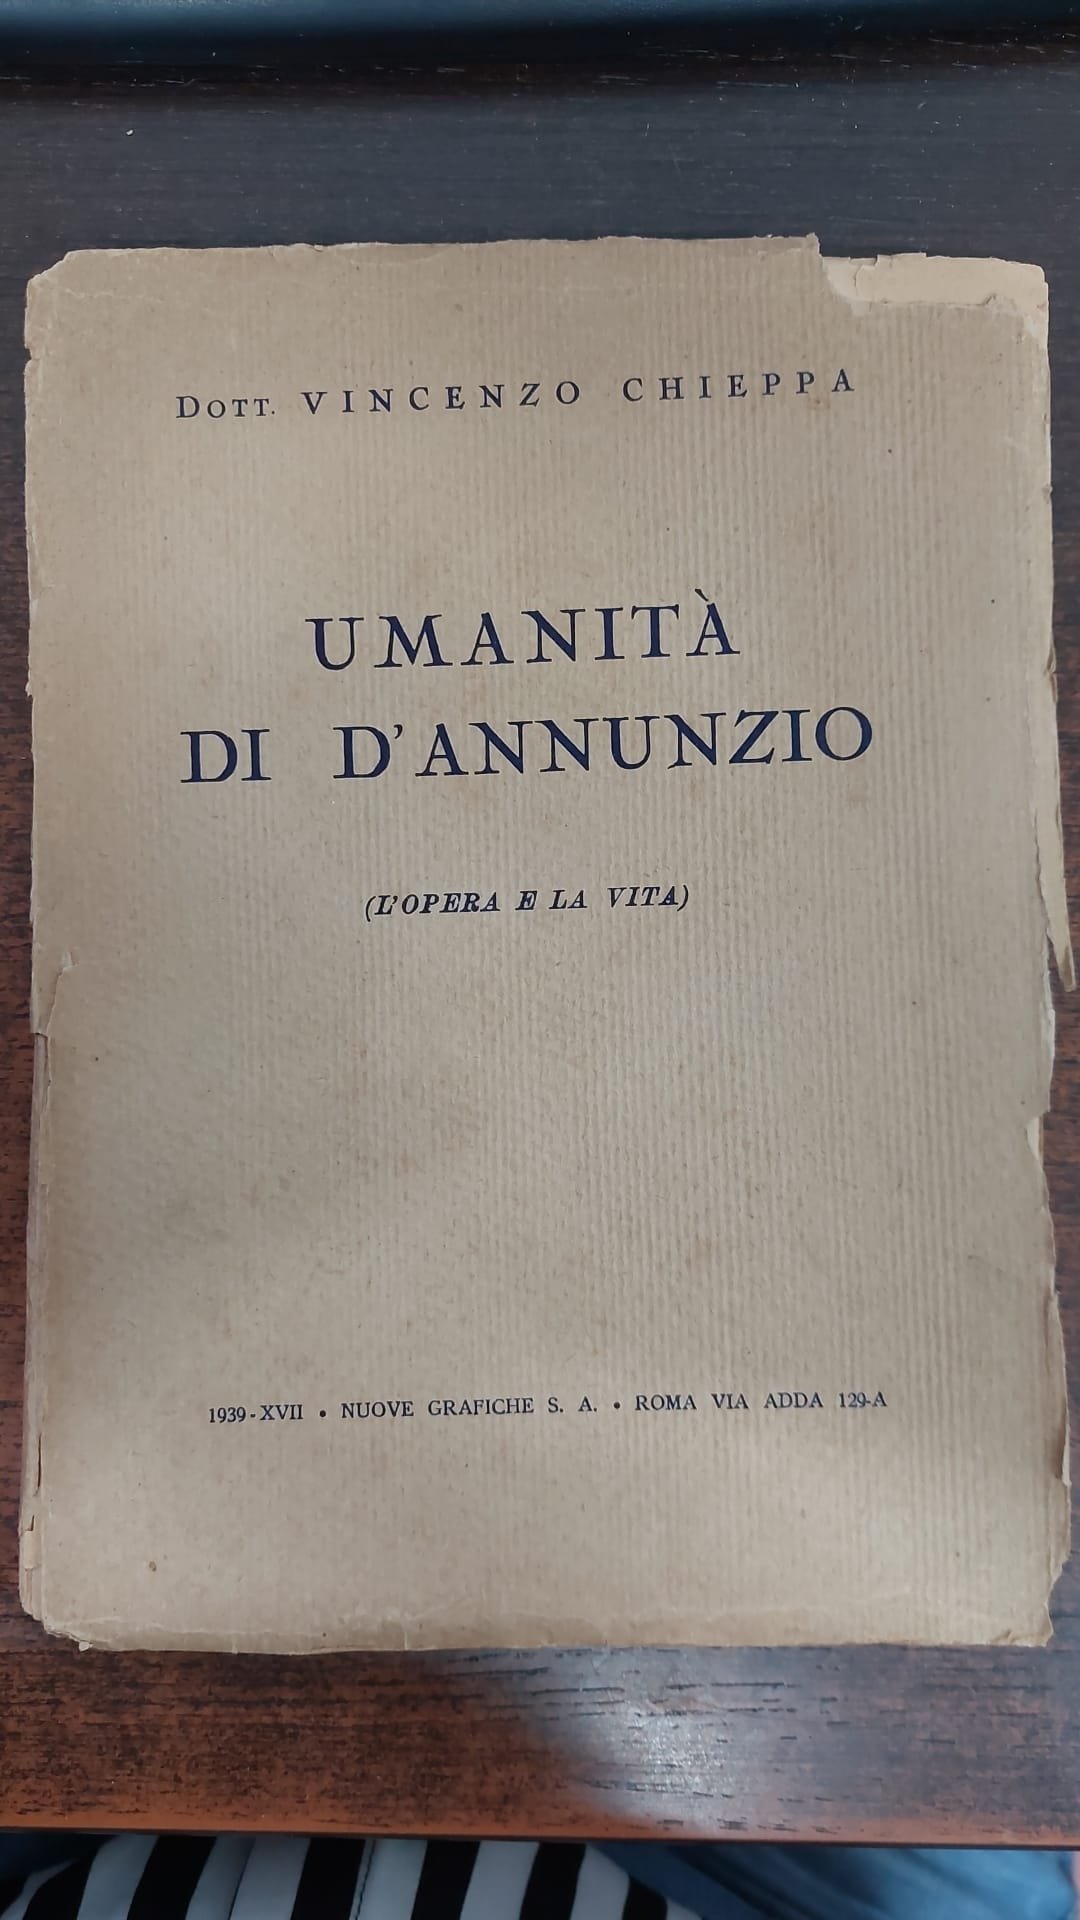 DOTT. VINCENZO CHIEPPA
UMANITÀ
DI D'ANNUNZIO
(L'OPERA E LA VITA)
1939-XVII • NUOVE GRAFICHE S. A. • ROMA VIA ADDA 129-A